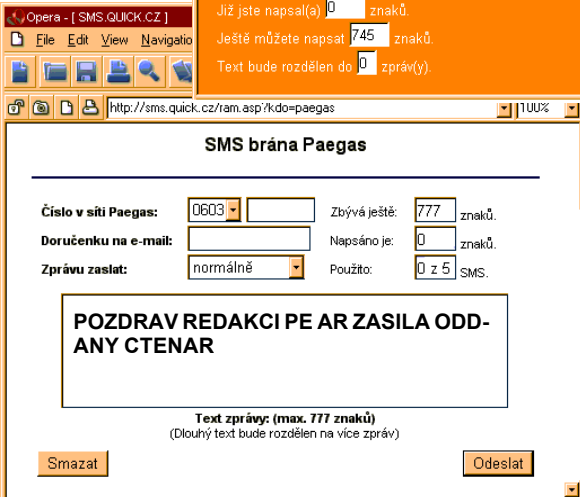 Opera - [ SMS.QUICK.CZ ]
Již jste napsal(a) 0 znaků.
Ještě můžete napsat 745 znaků.
Text bude rozdělen do 0 zpráv(y).
File Edit View Navigatio
http://sms.quick.cz/ram.asp?kdo=paegas 100%
SMS brána Paegas
Číslo v síti Paegas: 0603 Zbývá ještě: 777 znaků.
Doručenku na e-mail: Napsáno je: 0 znaků.
Zprávu zaslat: normálně Použito: 0 z 5 SMS.
POZDRAV REDAKCI PE AR ZASILA ODD-
ANY CTENAR
Text zprávy: (max. 777 znaků)
(Dlouhý text bude rozdělen na více zpráv)
Smazat Odeslat